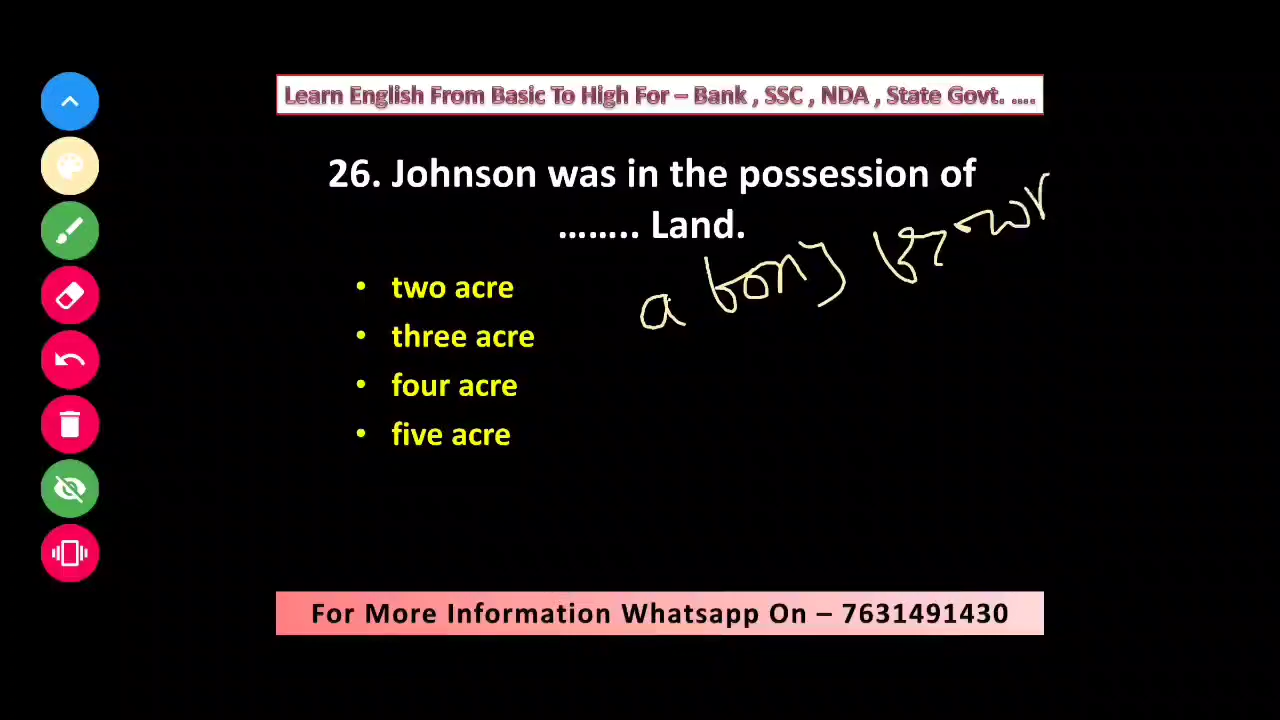 Learn English From Basic To High For – Bank , SSC , NDA , State Govt. ....
26. Johnson was in the possession of
........ Land.
a
• two acre
• three acre
• four acre
• five acre
For More Information Whatsapp On – 7631491430